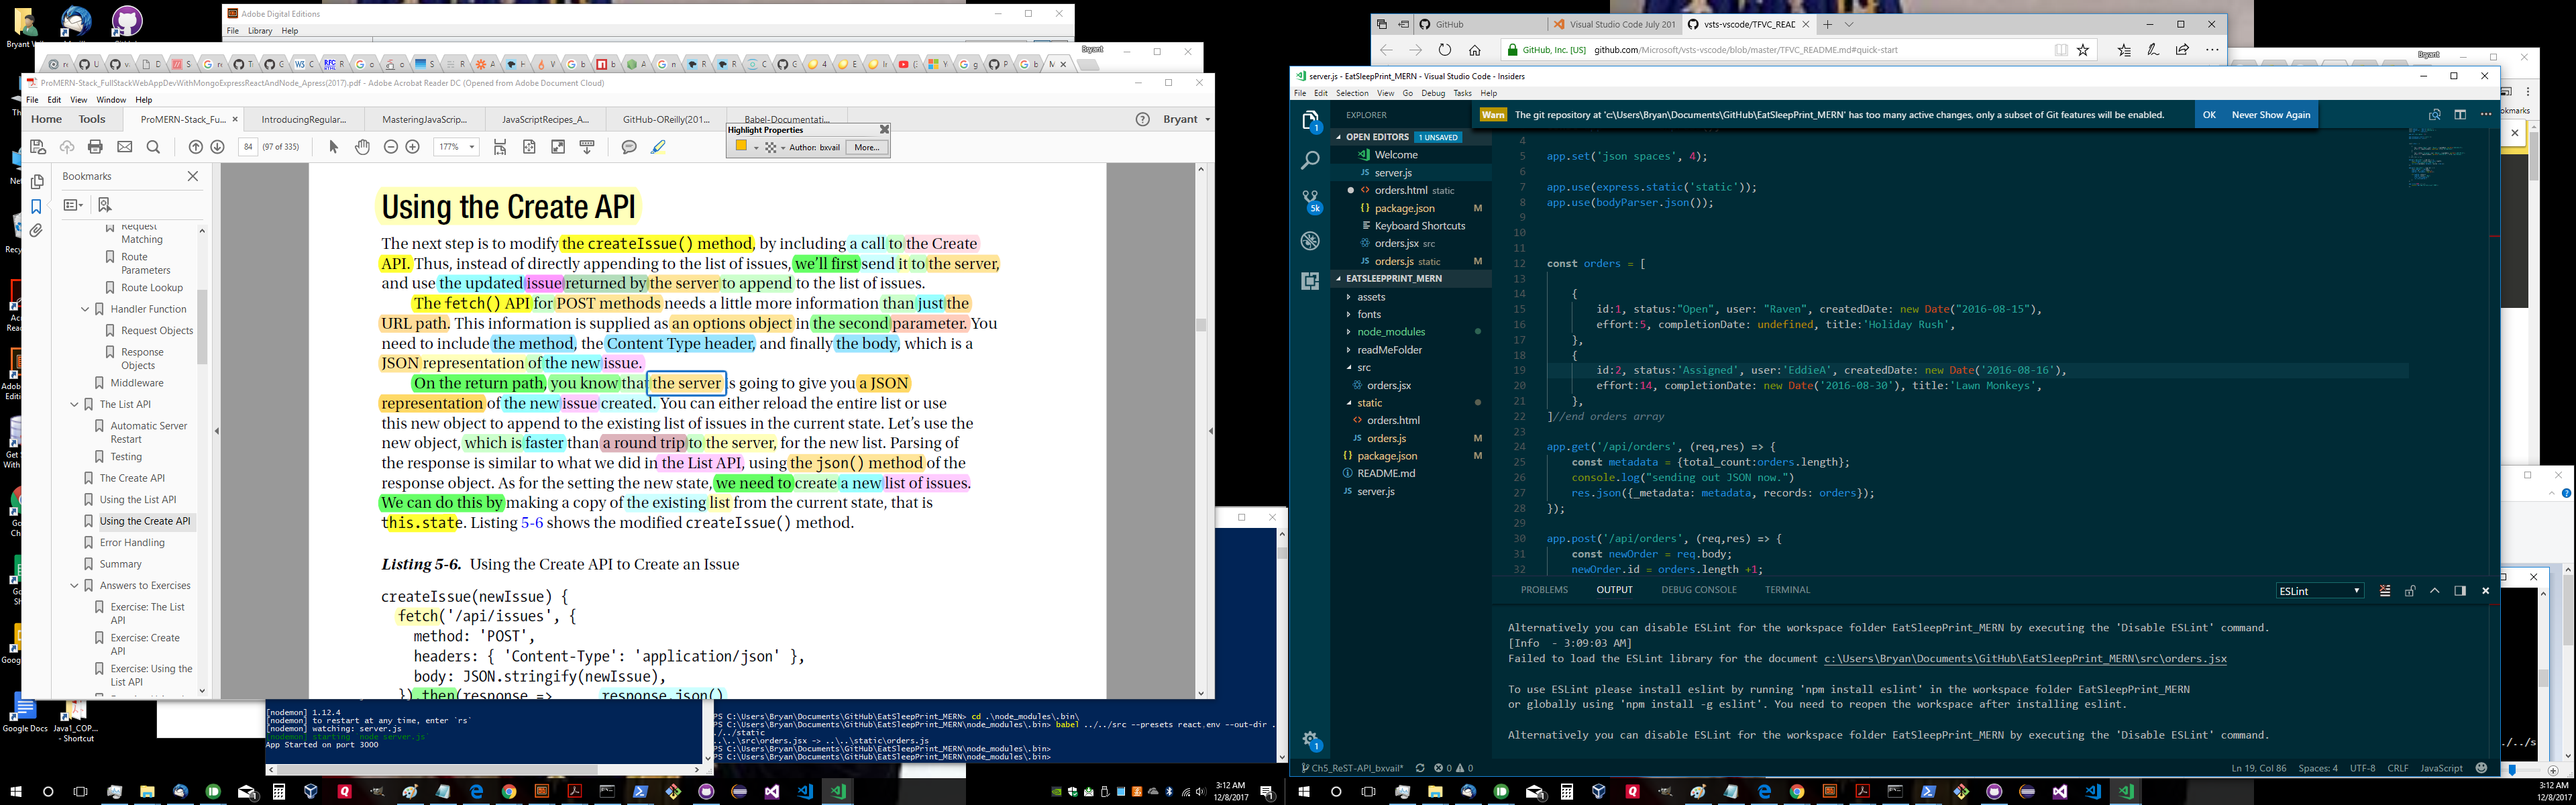 Adobe Digital Editions
File Library Help
Bryant
ProMERN-Stack_FullStackWebAppDevWithMongoExpressReactAndNode_Apress(2017).pdf - Adobe Acrobat Reader DC (Opened from Adobe Document Cloud)
File Edit View Window Help
Home Tools ProMERN-Stack_Fu... IntroducingRegular... MasteringJavaScrip... JavaScriptRecipes_A... GitHub-OReilly(201... Babel-Documentati... Bryant
Highlight Properties
Author: bxvail More...
84 (97 of 335) 177%
Bookmarks
Request
Matching
Route
Parameters
Route Lookup
Handler Function
Request Objects
Response
Objects
Middleware
The List API
Automatic Server
Restart
Testing
The Create API
Using the List API
Using the Create API
Error Handling
Summary
Answers to Exercises
Exercise: The List
API
Exercise: Create
API
Exercise: Using the
List API
Using the Create API
The next step is to modify the createIssue() method, by including a call to the Create
API. Thus, instead of directly appending to the list of issues, we'll first send it to the server,
and use the updated issue returned by the server to append to the list of issues.
The fetch() API for POST methods needs a little more information than just the
URL path. This information is supplied as an options object in the second parameter. You
need to include the method, the Content Type header, and finally the body, which is a
JSON representation of the new issue.
On the return path, you know that the server is going to give you a JSON
representation of the new issue created. You can either reload the entire list or use
this new object to append to the existing list of issues in the current state. Let's use the
new object, which is faster than a round trip to the server, for the new list. Parsing of
the response is similar to what we did in the List API, using the json() method of the
response object. As for the setting the new state, we need to create a new list of issues.
We can do this by making a copy of the existing list from the current state, that is
this.state. Listing 5-6 shows the modified createIssue() method.
Listing 5-6. Using the Create API to Create an Issue
createIssue(newIssue) {
fetch('/api/issues', {
method: 'POST',
headers: { 'Content-Type': 'application/json' },
body: JSON.stringify(newIssue),
}).then(response => response.json()
Google Docs
Java1_COP...
- Shortcut
[nodemon] 1.12.4
[nodemon] to restart at any time, enter `rs`
[nodemon] watching: server.js
[nodemon] starting `node server.js`
App Started on port 3000
PS C:\Users\Bryan\Documents\GitHub\EatSleepPrint_MERN> cd .\node_modules\.bin\
PS C:\Users\Bryan\Documents\GitHub\EatSleepPrint_MERN\node_modules\.bin> babel ../../src --presets react,env --out-dir .
./../static
..\..\src\orders.jsx -> ..\..\static\orders.js
PS C:\Users\Bryan\Documents\GitHub\EatSleepPrint_MERN\node_modules\.bin>
PS C:\Users\Bryan\Documents\GitHub\EatSleepPrint_MERN\node_modules\.bin>
3:12 AM
12/8/2017
GitHub Visual Studio Code July 201 vsts-vscode/TFVC_REA
GitHub, Inc. [US] github.com/Microsoft/vsts-vscode/blob/master/TFVC_README.md#quick-start
Bryant
server.js - EatSleepPrint_MERN - Visual Studio Code - Insiders
File Edit Selection View Go Debug Tasks Help
Warn The git repository at 'c:\Users\Bryan\Documents\GitHub\EatSleepPrint_MERN' has too many active changes, only a subset of Git features will be enabled. OK Never Show Again
EXPLORER
OPEN EDITORS 1 UNSAVED
Welcome
server.js
orders.html static
package.json M
Keyboard Shortcuts
orders.jsx src
orders.js static M
EATSLEEPPRINT_MERN
assets
fonts
node_modules
readMeFolder
src
orders.jsx
static
orders.html
orders.js M
package.json M
README.md
server.js
4
5 app.set('json spaces', 4);
6
7 app.use(express.static('static'));
8 app.use(bodyParser.json());
9
10
11
12 const orders = [
13
14 {
15 id:1, status:"Open", user: "Raven", createdDate: new Date("2016-08-15"),
16 effort:5, completionDate: undefined, title:'Holiday Rush',
17 },
18 {
19 id:2, status:'Assigned', user:'EddieA', createdDate: new Date('2016-08-16'),
20 effort:14, completionDate: new Date('2016-08-30'), title:'Lawn Monkeys',
21 },
22 ]//end orders array
23
24 app.get('/api/orders', (req,res) => {
25 const metadata = {total_count:orders.length};
26 console.log("sending out JSON now.")
27 res.json({_metadata: metadata, records: orders});
28 });
29
30 app.post('/api/orders', (req,res) => {
31 const newOrder = req.body;
32 newOrder.id = orders.length +1;
PROBLEMS OUTPUT DEBUG CONSOLE TERMINAL ESLint
Alternatively you can disable ESLint for the workspace folder EatSleepPrint_MERN by executing the 'Disable ESLint' command.
[Info - 3:09:03 AM]
Failed to load the ESLint library for the document c:\Users\Bryan\Documents\GitHub\EatSleepPrint_MERN\src\orders.jsx
To use ESLint please install eslint by running 'npm install eslint' in the workspace folder EatSleepPrint_MERN
or globally using 'npm install -g eslint'. You need to reopen the workspace after installing eslint.
Alternatively you can disable ESLint for the workspace folder EatSleepPrint_MERN by executing the 'Disable ESLint' command.
Ch5_ReST-API_bxvail* 0 0 Ln 19, Col 86 Spaces: 4 UTF-8 CRLF JavaScript
3:12 AM
12/8/2017